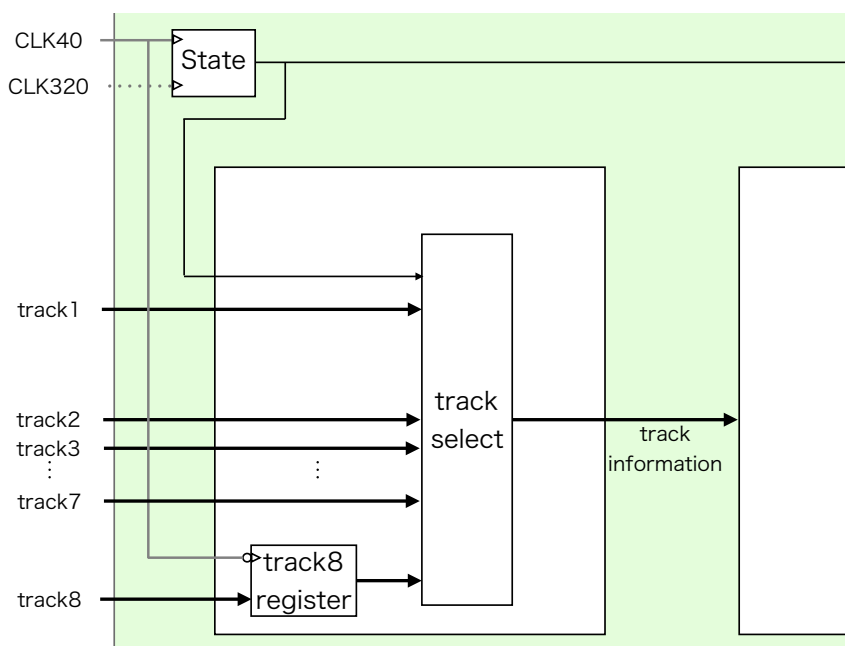 CLK40
State
CLK320
track1
track
select
track2
track3
track
information
⋮
⋮
track7
track8
register
track8